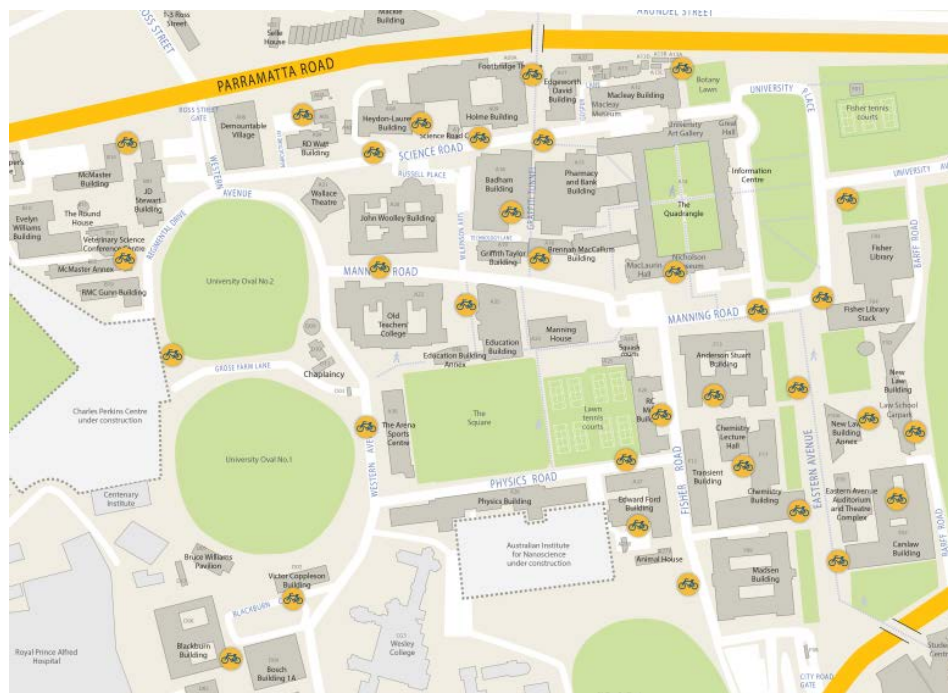 1-3 Ross
Street
Mackie
Building
ARUNDEL STREET
ROSS STREET
Selle
House
PARRAMATTA ROAD
Edgeworth
David
Building
Macleay Building
Botany
Lawn
UNIVERSITY
PLACE
Fisher tennis
courts
ROSS STREET
GATE
Demountable
Village
Heydon-Laurence
Building
Holme Building
Macleay
Museum
University
Art Gallery
Great
Hall
RD Watt
Building
SCIENCE ROAD
RUSSELL PLACE
McMaster
Building
JD
Stewart
Building
WESTERN
AVENUE
Wallace
Theatre
Badham
Building
GRAFFITI TUNNEL
Pharmacy
and Bank
Building
Information
Centre
The
Quadrangle
Evelyn
Williams
Building
The Round
House
Veterinary Science
Conference Centre
REGIMENTAL DRIVE
John Woolley Building
Griffith Taylor
Building
Brennan MacCallum
Building
MacLaurin
Hall
Nicholson
Museum
Fisher
Library
BARFF ROAD
McMaster Annex
RMC Gunn Building
University Oval No.2
MANNING ROAD
Old
Teachers'
College
MANNING ROAD
Fisher Library
Stack
Education
Building
Manning
House
Squash
courts
Education Building
Annex
Anderson Stuart
Building
New
Law
Building
Law School
Carpark
GROSE FARM LANE
Chaplaincy
Charles Perkins Centre
under construction
The Arena
Sports
Centre
The
Square
Lawn
tennis
courts
Chemistry
Lecture
Hall
New Law
Building
Annex
University Oval No.1
WESTERN AVE
PHYSICS ROAD
FISHER ROAD
Transient
Building
Chemistry
Building
EASTERN AVENUE
Centenary
Institute
Physics Building
Edward Ford
Building
Eastern Avenue
Auditorium
and Theatre
Complex
Carslaw
Building
BARFF ROAD
Australian Institute
for Nanoscience
under construction
Animal House
Madsen
Building
Bruce Williams
Pavilion
Victor Coppleson
Building
BLACKBURN
Blackburn
Building
Bosch
Building 1A
Wesley
College
Royal Prince Alfred
Hospital
CITY ROAD
GATE